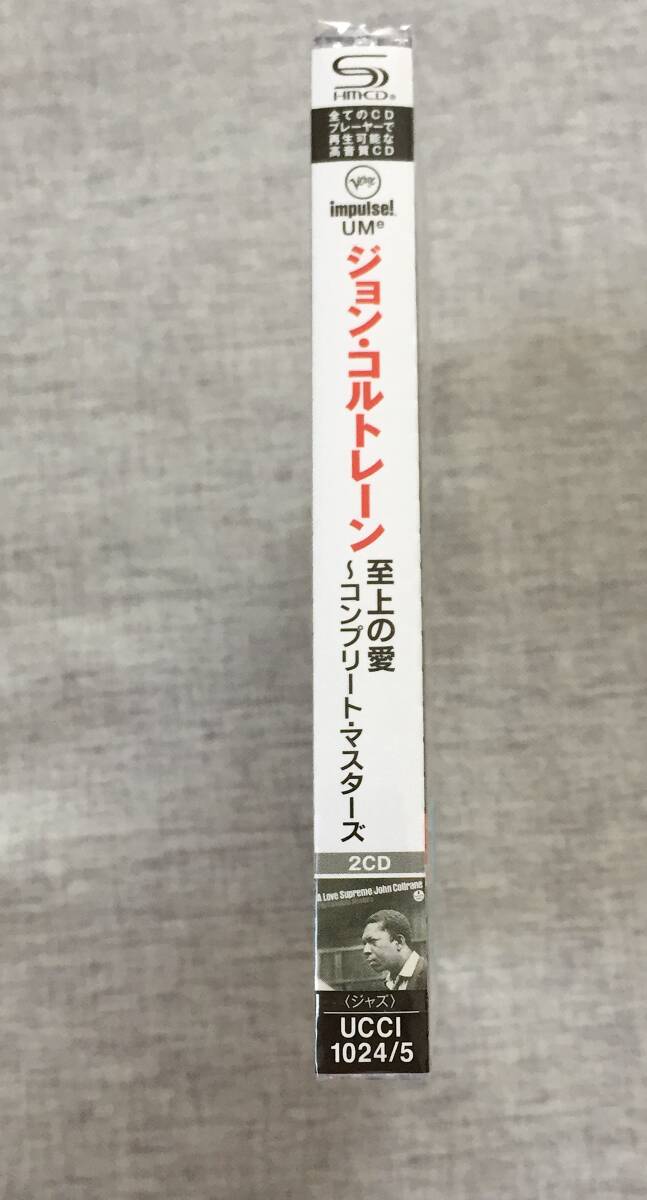 SHM-CD®
全てのCD
プレーヤーで
再生可能な
高音質CD
Verve
impulse!
UMe
ジョン・コルトレーン
至上の愛
~コンプリート・マスターズ
2CD
A Love Supreme John Coltrane
〈ジャズ〉
UCCI
1024/5